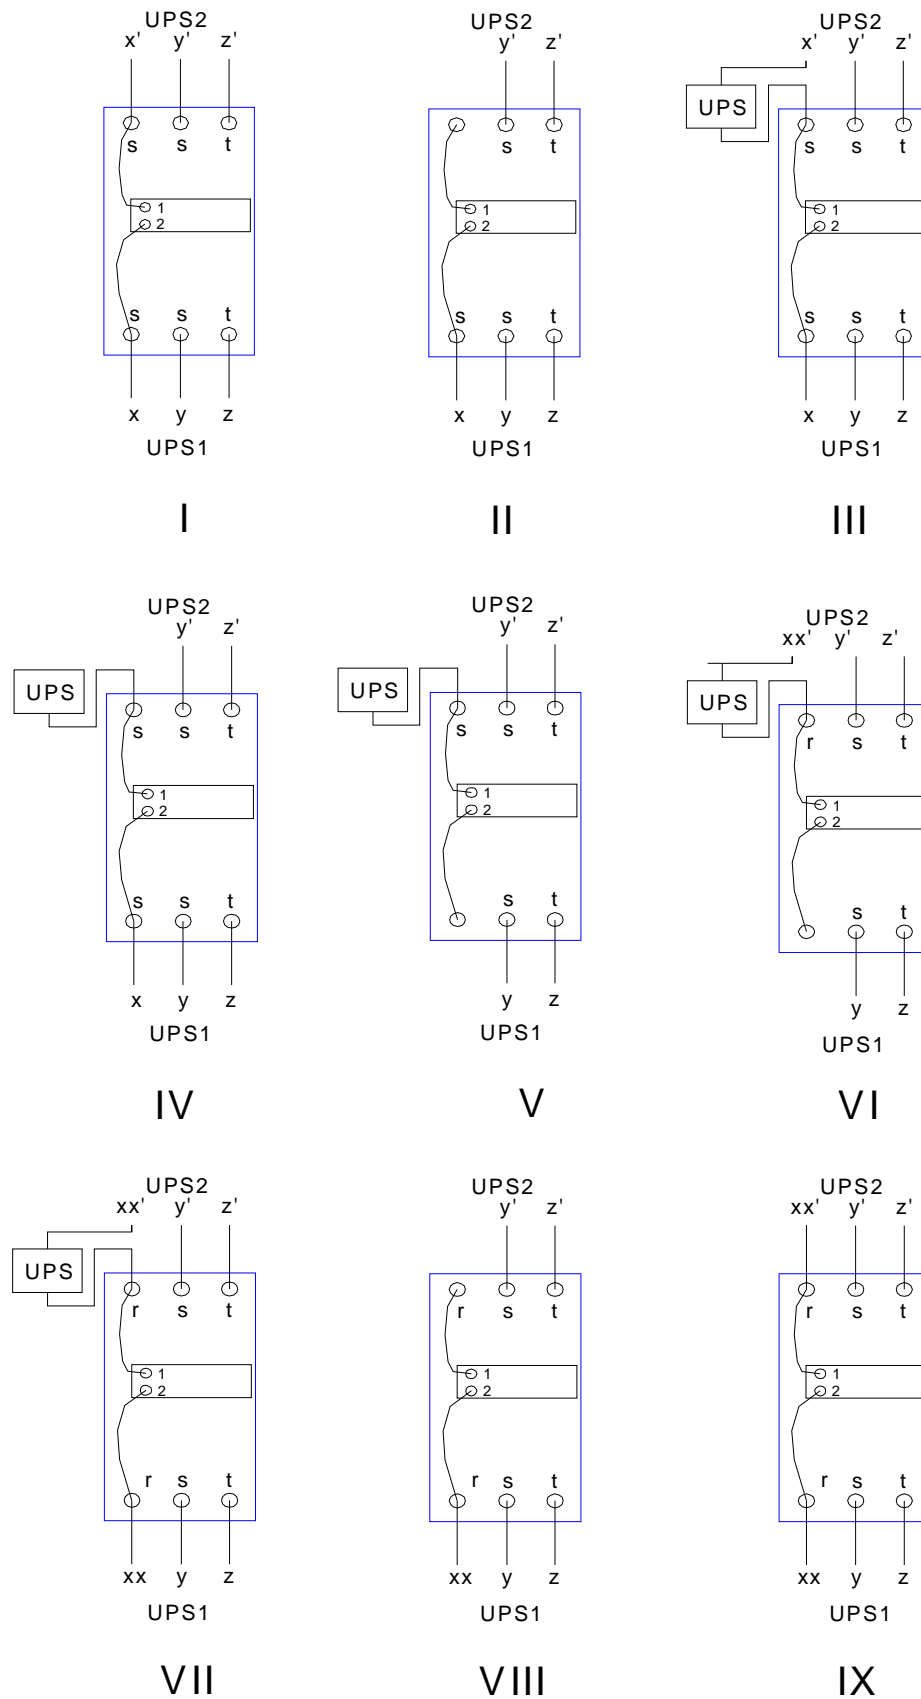 UPS2 UPS2 UPS2
x' y' z' y' z' x' y' z'
UPS
s s t s t s s t
1 1 1
2 2 2
s s t s s t s s t
x y z x y z x y z
UPS1 UPS1 UPS1
I II III
UPS2 UPS2 UPS2
y' z' y' z' xx' y' z'
UPS UPS UPS
s s t s s t r s t
1 1 1
2 2 2
s s t s t s t
x y z y z y z
UPS1 UPS1 UPS1
IV V VI
UPS2 UPS2 UPS2
xx' y' z' y' z' xx' y' z'
UPS
r s t r s t r s t
1 1 1
2 2 2
r s t r s t r s t
xx y z xx y z xx y z
UPS1 UPS1 UPS1
VII VIII IX